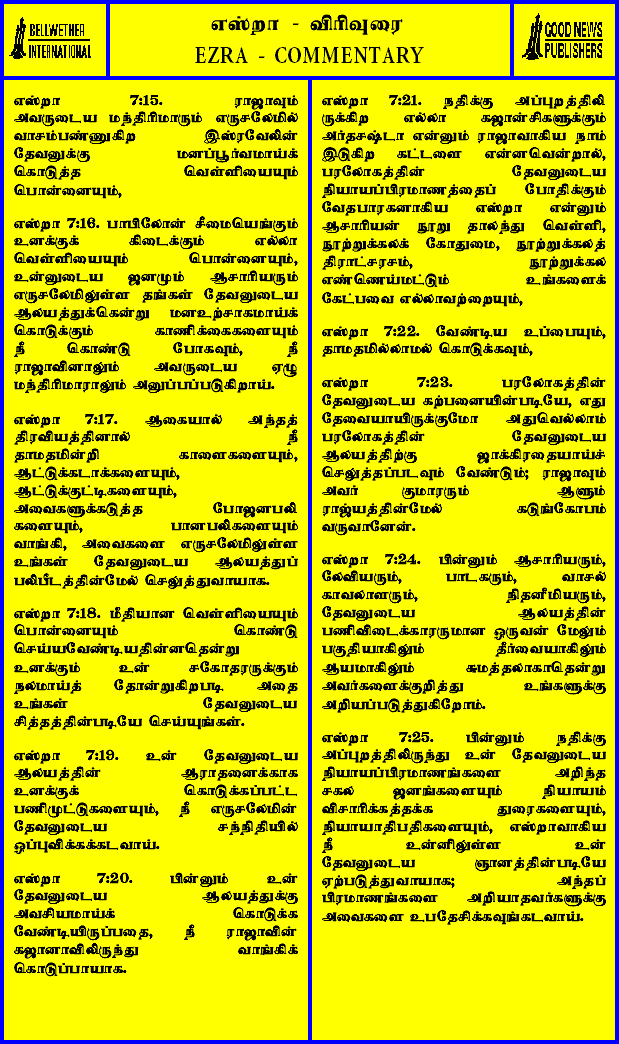 BELLWETHER
INTERNATIONAL
எஸ்றா - விரிவுரை
EZRA - COMMENTARY
GOOD NEWS
PUBLISHERS
எஸ்றா 7:15. ராஜாவும்
அவருடைய மந்திரிமாரும் எருசலேமில்
வாசம்பண்ணுகிற இஸ்ரவேலின்
தேவனுக்கு மனப்பூர்வமாய்க்
கொடுத்த வெள்ளியையும்
பொன்னையும்,
எஸ்றா 7:16. பாபிலோன் சீமையெங்கும்
உனக்குக் கிடைக்கும் எல்லா
வெள்ளியையும் பொன்னையும்,
உன்னுடைய ஜனமும் ஆசாரியரும்
எருசலேமிலுள்ள தங்கள் தேவனுடைய
ஆலயத்துக்கென்று மனஉற்சாகமாய்க்
கொடுக்கும் காணிக்கைகளையும்
நீ கொண்டு போகவும், நீ
ராஜாவினாலும் அவருடைய ஏழு
மந்திரிமாராலும் அனுப்பப்படுகிறாய்.
எஸ்றா 7:17. ஆகையால் அந்தத்
திரவியத்தினால் நீ
தாமதமின்றி காளைகளையும்,
ஆட்டுக்கடாக்களையும்,
ஆட்டுக்குட்டிகளையும்,
அவைகளுக்கடுத்த போஜனபலி
களையும், பானபலிகளையும்
வாங்கி, அவைகளை எருசலேமிலுள்ள
உங்கள் தேவனுடைய ஆலயத்துப்
பலிபீடத்தின்மேல் செலுத்துவாயாக.
எஸ்றா 7:18. மீதியான வெள்ளியையும்
பொன்னையும் கொண்டு
செய்யவேண்டியதின்னதென்று
உனக்கும் உன் சகோதரருக்கும்
நலமாய்த் தோன்றுகிறபடி அதை
உங்கள் தேவனுடைய
சித்தத்தின்படியே செய்யுங்கள்.
எஸ்றா 7:19. உன் தேவனுடைய
ஆலயத்தின் ஆராதனைக்காக
உனக்குக் கொடுக்கப்பட்ட
பணிமுட்டுகளையும், நீ எருசலேமின்
தேவனுடைய சந்நிதியில்
ஒப்புவிக்கக்கடவாய்.
எஸ்றா 7:20. பின்னும் உன்
தேவனுடைய ஆலயத்துக்கு
அவசியமாய்க் கொடுக்க
வேண்டியிருப்பதை, நீ ராஜாவின்
கஜானாவிலிருந்து வாங்கிக்
கொடுப்பாயாக.
எஸ்றா 7:21. நதிக்கு அப்புறத்திலி
ருக்கிற எல்லா கஜான்சிகளுக்கும்
அர்தசஷ்டா என்னும் ராஜாவாகிய நாம்
இடுகிற கட்டளை என்னவென்றால்,
பரலோகத்தின் தேவனுடைய
நியாயப்பிரமாணத்தைப் போதிக்கும்
வேதபாரகனாகிய எஸ்றா என்னும்
ஆசாரியன் நூறு தாலந்து வெள்ளி,
நூற்றுக்கலக் கோதுமை, நூற்றுக்கலத்
திராட்சரசம், நூற்றுக்கல
எண்ணெய்மட்டும் உங்களைக்
கேட்பவை எல்லாவற்றையும்,
எஸ்றா 7:22. வேண்டிய உப்பையும்,
தாமதமில்லாமல் கொடுக்கவும்,
எஸ்றா 7:23. பரலோகத்தின்
தேவனுடைய கற்பனையின்படியே, எது
தேவையாயிருக்குமோ அதுவெல்லாம்
பரலோகத்தின் தேவனுடைய
ஆலயத்திற்கு ஜாக்கிரதையாய்ச்
செலுத்தப்படவும் வேண்டும்; ராஜாவும்
அவர் குமாரரும் ஆளும்
ராஜ்யத்தின்மேல் கடுங்கோபம்
வருவானேன்.
எஸ்றா 7:24. பின்னும் ஆசாரியரும்,
லேவியரும், பாடகரும், வாசல்
காவலாளரும், நிதனீமியரும்,
தேவனுடைய ஆலயத்தின்
பணிவிடைக்காரருமான ஒருவன் மேலும்
பகுதியாகிலும் தீர்வையாகிலும்
ஆயமாகிலும் சுமத்தலாகாதென்று
அவர்களைக்குறித்து உங்களுக்கு
அறியப்படுத்துகிறோம்.
எஸ்றா 7:25. பின்னும் நதிக்கு
அப்புறத்திலிருந்து உன் தேவனுடைய
நியாயப்பிரமாணங்களை அறிந்த
சகல ஜனங்களையும் நியாயம்
விசாரிக்கத்தக்க துரைகளையும்,
நியாயாதிபதிகளையும், எஸ்றாவாகிய
நீ உன்னிலுள்ள உன்
தேவனுடைய ஞானத்தின்படியே
ஏற்படுத்துவாயாக; அந்தப்
பிரமாணங்களை அறியாதவர்களுக்கு
அவைகளை உபதேசிக்கவுங்கடவாய்.